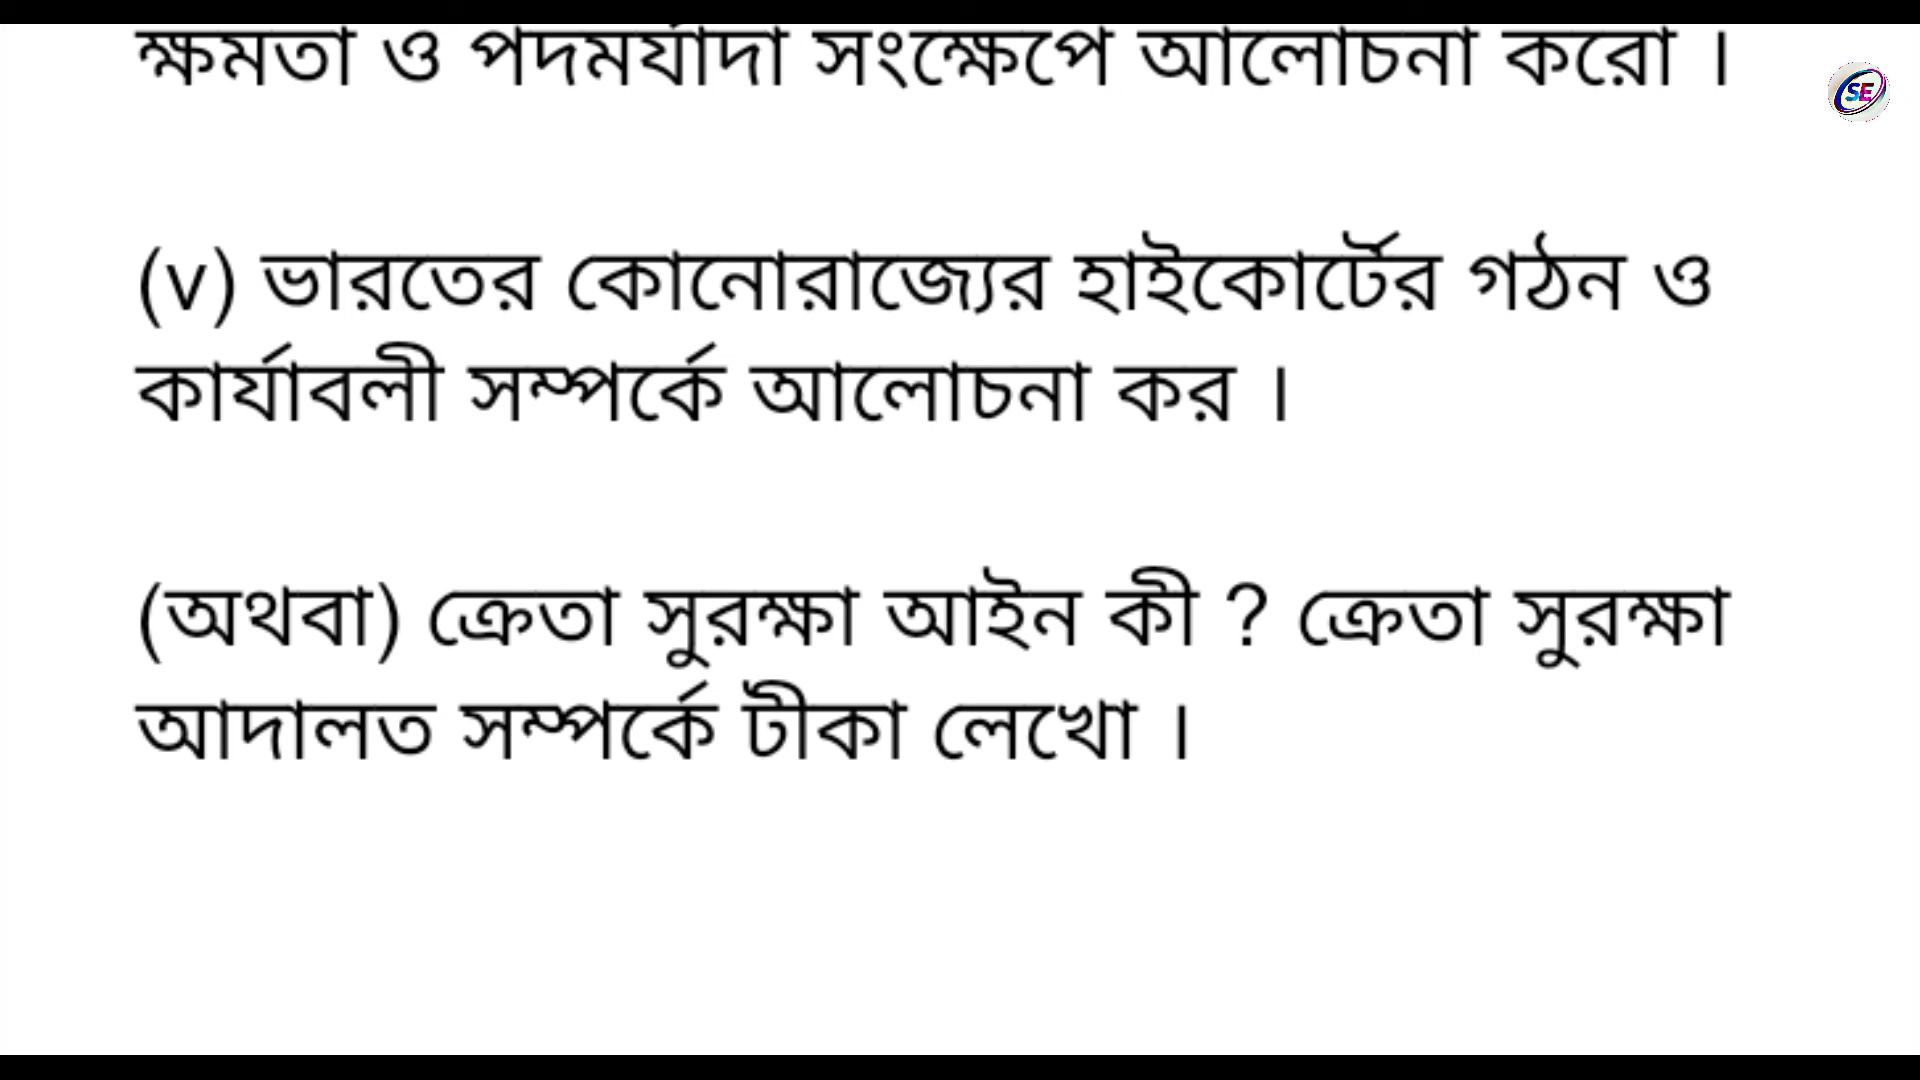 ক্ষমতা ও পদমর্যাদা সংক্ষেপে আলোচনা করো ।
SE
(v) ভারতের কোনোরাজ্যের হাইকোর্টের গঠন ও
কার্যাবলী সম্পর্কে আলোচনা কর ।
(অথবা) ক্রেতা সুরক্ষা আইন কী ? ক্রেতা সুরক্ষা
আদালত সম্পর্কে টীকা লেখো ।